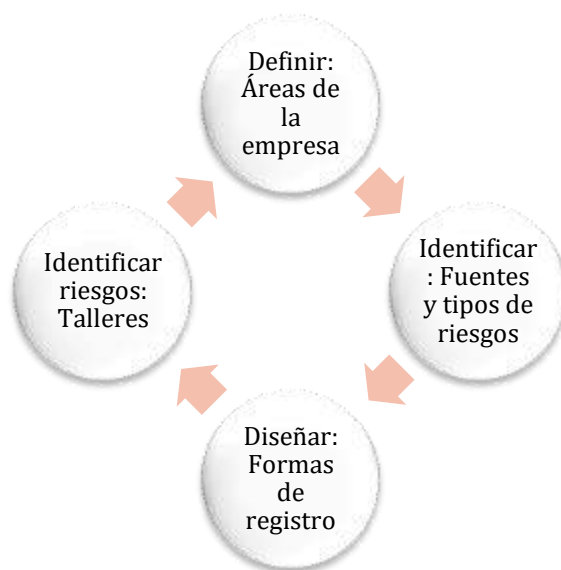 Definir:
Áreas de
la
empresa
Identificar
: Fuentes
y tipos de
riesgos
Diseñar:
Formas
de
registro
Identificar
riesgos:
Talleres